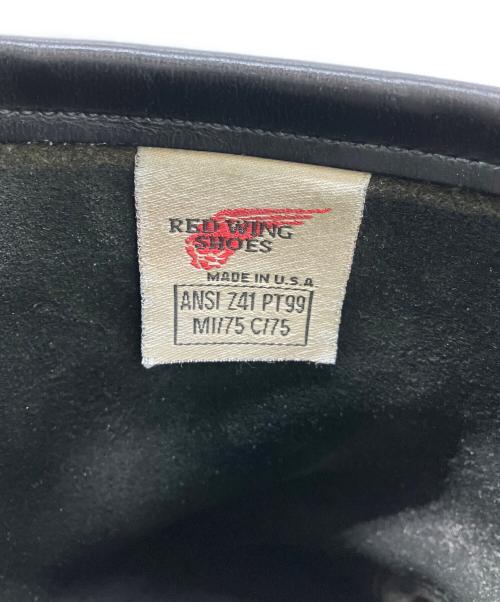 RED WING
SHOES
MADE IN U.S.A
ANSI Z41 PT99
MI/75 C/75